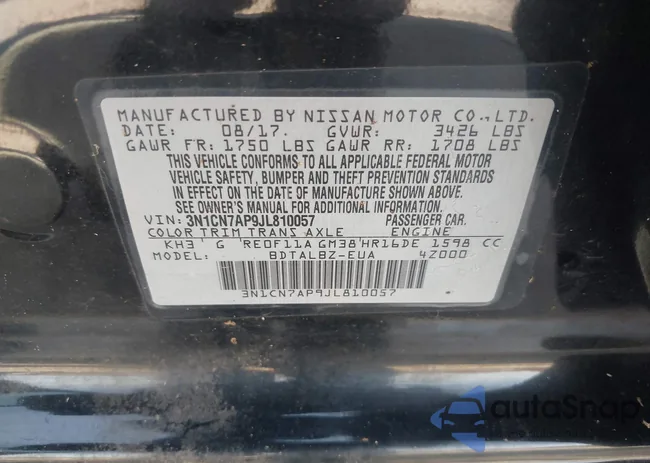 MANUFACTURED BY NISSAN MOTOR CO., LTD.
DATE: 08/17. GVWR: 3426 LBS
GAWR FR: 1750 LBS GAWR RR: 1708 LBS
THIS VEHICLE CONFORMS TO ALL APPLICABLE FEDERAL MOTOR
VEHICLE SAFETY, BUMPER AND THEFT PREVENTION STANDARDS
IN EFFECT ON THE DATE OF MANUFACTURE SHOWN ABOVE.
SEE OWNER'S MANUAL FOR ADDITIONAL INFORMATION.
VIN: 3N1CN7AP9JL810057 PASSENGER CAR.
COLOR TRIM TRANS AXLE ENGINE
KH3 G RE0F11A GM38 HR16DE 1598 CC
MODEL: BDTALBZ-EUA 4Z000
3N1CN7AP9JL810057
autoSnap